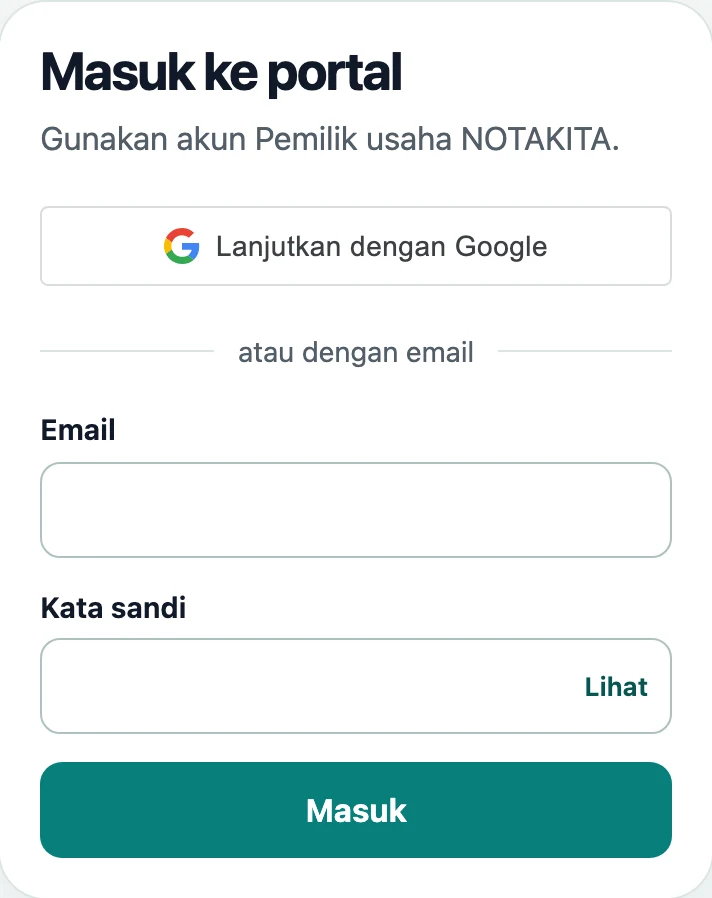 Masuk ke portal
Gunakan akun Pemilik usaha NOTAKITA.
Lanjutkan dengan Google
atau dengan email
Email
Kata sandi
Lihat
Masuk